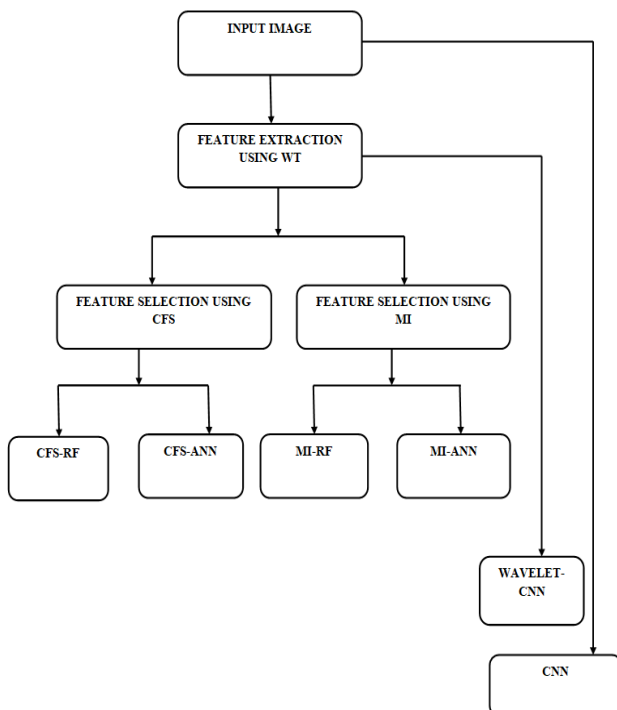 INPUT IMAGE
FEATURE EXTRACTION
USING WT
FEATURE SELECTION USING
CFS
FEATURE SELECTION USING
MI
CFS-RF
CFS-ANN
MI-RF
MI-ANN
WAVELET-
CNN
CNN